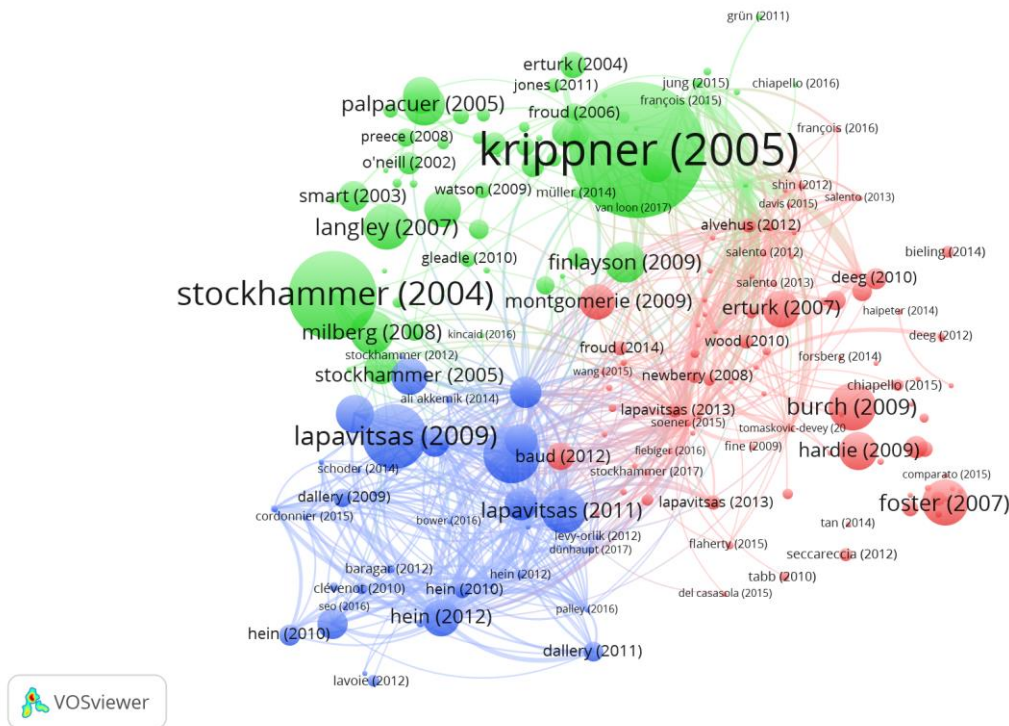 grün (2011)
erturk (2004)
jones (2011)
jung (2015)
chiapello (2016)
palpacuer (2005)
françois (2015)
froud (2006)
françois (2016)
preece (2008)
krippner (2005)
o'neill (2002)
smart (2003)
watson (2009)
müller (2014)
shin (2012)
salento (2013)
van loon (2017)
davis (2015)
langley (2007)
alvehus (2012)
gleadle (2010)
finlayson (2009)
salento (2012)
bieling (2014)
deeg (2010)
salento (2013)
stockhammer (2004)
montgomerie (2009)
erturk (2007)
haipeter (2014)
milberg (2008)
kincaid (2016)
deeg (2012)
wood (2010)
froud (2014)
stockhammer (2012)
forsberg (2014)
stockhammer (2005)
wang (2015)
newberry (2008)
chiapello (2015)
ali akkemik (2014)
lapavitsas (2013)
burch (2009)
soener (2015)
tomaskovic-devey (20
lapavitsas (2009)
baud (2012)
fiebiger (2016)
fine (2009)
hardie (2009)
schoder (2014)
stockhammer (2017)
comparato (2015)
dallery (2009)
lapavitsas (2011)
lapavitsas (2013)
foster (2007)
cordonnier (2015)
bower (2016)
tan (2014)
levy-orlik (2012)
dünhaupt (2017)
flaherty (2015)
seccareccia (2012)
baragar (2012)
hein (2012)
tabb (2010)
clévenot (2010)
hein (2010)
del casasola (2015)
seo (2016)
palley (2016)
hein (2012)
hein (2010)
dallery (2011)
lavoie (2012)
VOSviewer